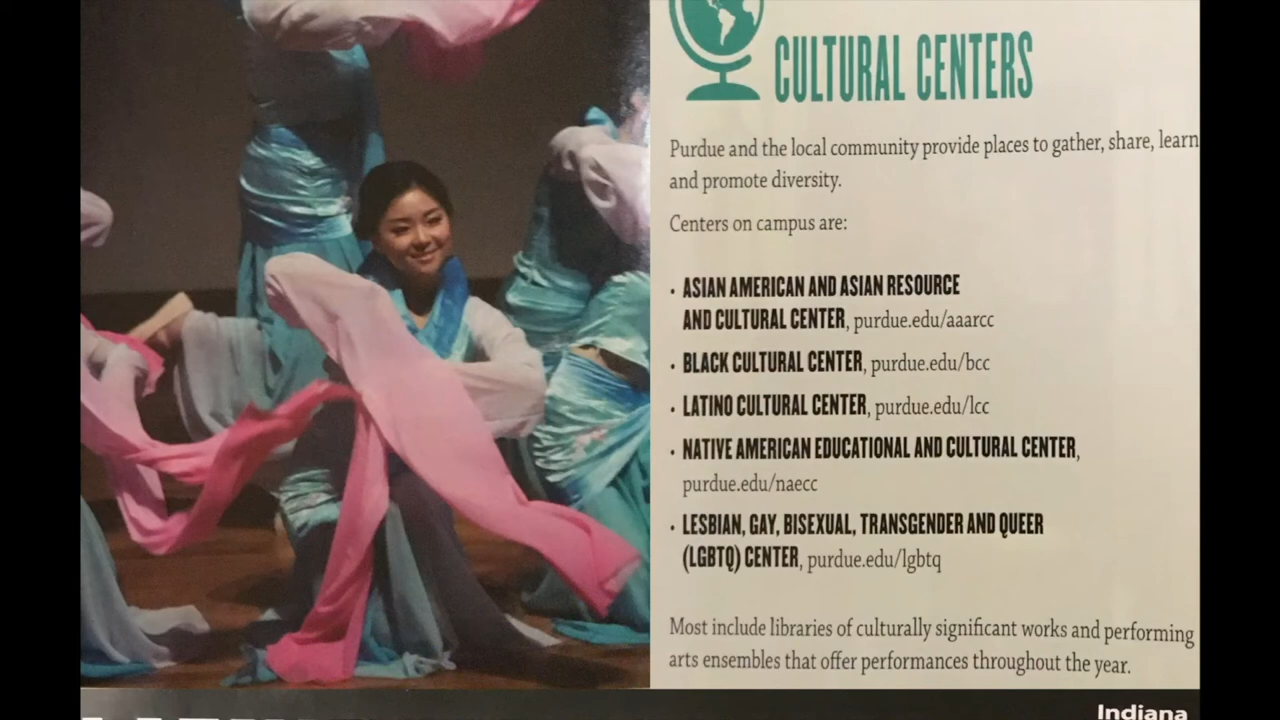 CULTURAL CENTERS
Purdue and the local community provide places to gather, share, learn
and promote diversity.
Centers on campus are:
• ASIAN AMERICAN AND ASIAN RESOURCE
AND CULTURAL CENTER, purdue.edu/aaarcc
• BLACK CULTURAL CENTER, purdue.edu/bcc
• LATINO CULTURAL CENTER, purdue.edu/lcc
• NATIVE AMERICAN EDUCATIONAL AND CULTURAL CENTER,
purdue.edu/naecc
• LESBIAN, GAY, BISEXUAL, TRANSGENDER AND QUEER
(LGBTQ) CENTER, purdue.edu/lgbtq
Most include libraries of culturally significant works and performing
arts ensembles that offer performances throughout the year.
Indiana